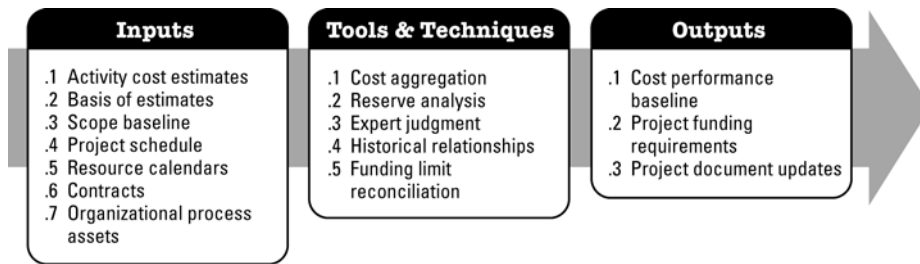 Inputs
.1 Activity cost estimates
.2 Basis of estimates
.3 Scope baseline
.4 Project schedule
.5 Resource calendars
.6 Contracts
.7 Organizational process
assets
Tools & Techniques
.1 Cost aggregation
.2 Reserve analysis
.3 Expert judgment
.4 Historical relationships
.5 Funding limit
reconciliation
Outputs
.1 Cost performance
baseline
.2 Project funding
requirements
.3 Project document updates